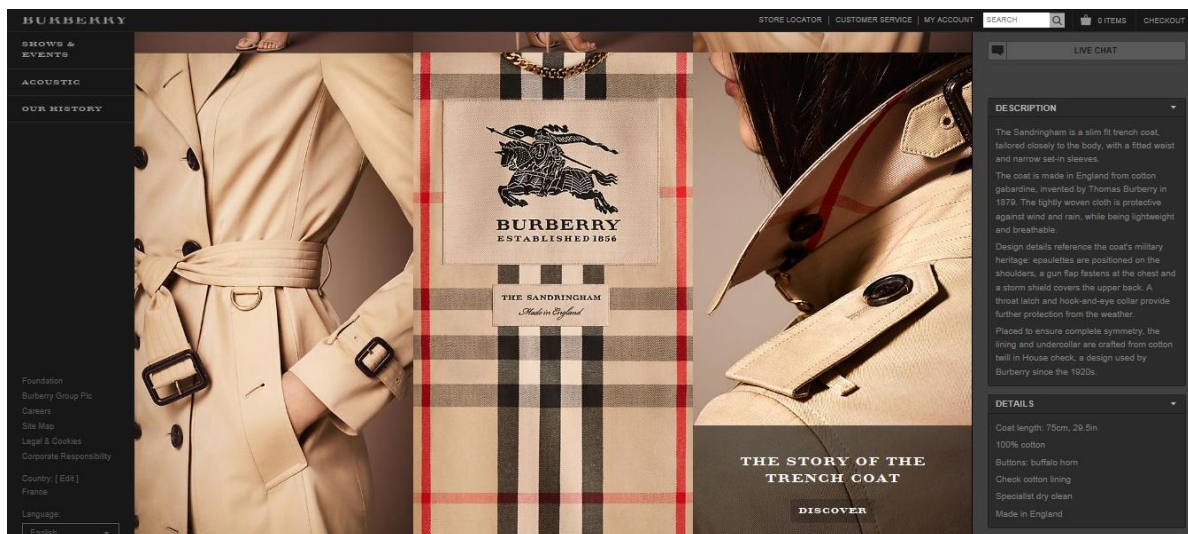 BURBERRY
STORE LOCATOR | CUSTOMER SERVICE | MY ACCOUNT
SEARCH
0 ITEMS
CHECKOUT
SHOWS &
EVENTS
ACOUSTIC
OUR HISTORY
Foundation
Burberry Group Plc
Careers
Site Map
Legal & Cookies
Corporate Responsibility
Country: [ Edit ]
France
Language:
English
BURBERRY
ESTABLISHED 1856
THE SANDRINGHAM
Made in England
THE STORY OF THE
TRENCH COAT
DISCOVER
LIVE CHAT
DESCRIPTION
The Sandringham is a slim fit trench coat,
tailored closely to the body, with a fitted waist
and narrow set-in sleeves.
The coat is made in England from cotton
gabardine, invented by Thomas Burberry in
1879. The tightly woven cloth is protective
against wind and rain, while being lightweight
and breathable.
Design details reference the coat's military
heritage: epaulettes are positioned on the
shoulders, a gun flap fastens at the chest and
a storm shield covers the upper back. A
throat latch and hook-and-eye collar provide
further protection from the weather.
Placed to ensure complete symmetry, the
lining and undercollar are crafted from cotton
twill in House check, a design used by
Burberry since the 1920s.
DETAILS
Coat length: 75cm, 29.5in
100% cotton
Buttons: buffalo horn
Check cotton lining
Specialist dry clean
Made in England